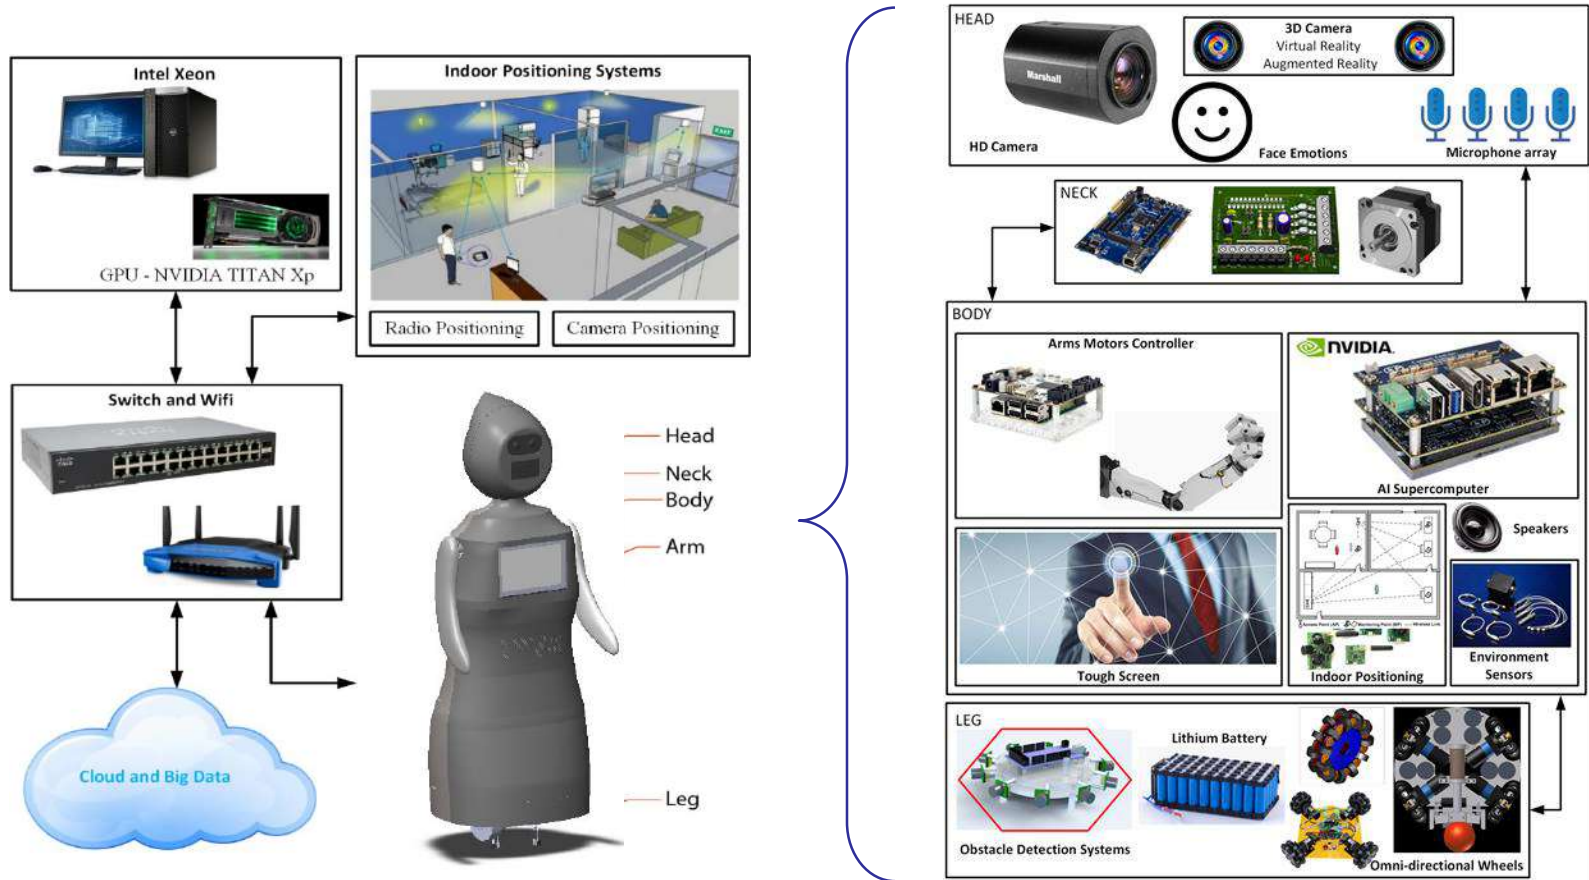 Intel Xeon
GPU - NVIDIA TITAN Xp
Indoor Positioning Systems
EXIT
Radio Positioning
Camera Positioning
Switch and Wifi
Cloud and Big Data
Head
Neck
Body
Arm
Leg
HEAD
Marshall
HD Camera
3D Camera
Virtual Reality
Augmented Reality
Face Emotions
Microphone array
NECK
BODY
Arms Motors Controller
NVIDIA.
AI Supercomputer
Tough Screen
Indoor Positioning
Speakers
Environment
Sensors
LEG
Obstacle Detection Systems
Lithium Battery
Omni-directional Wheels